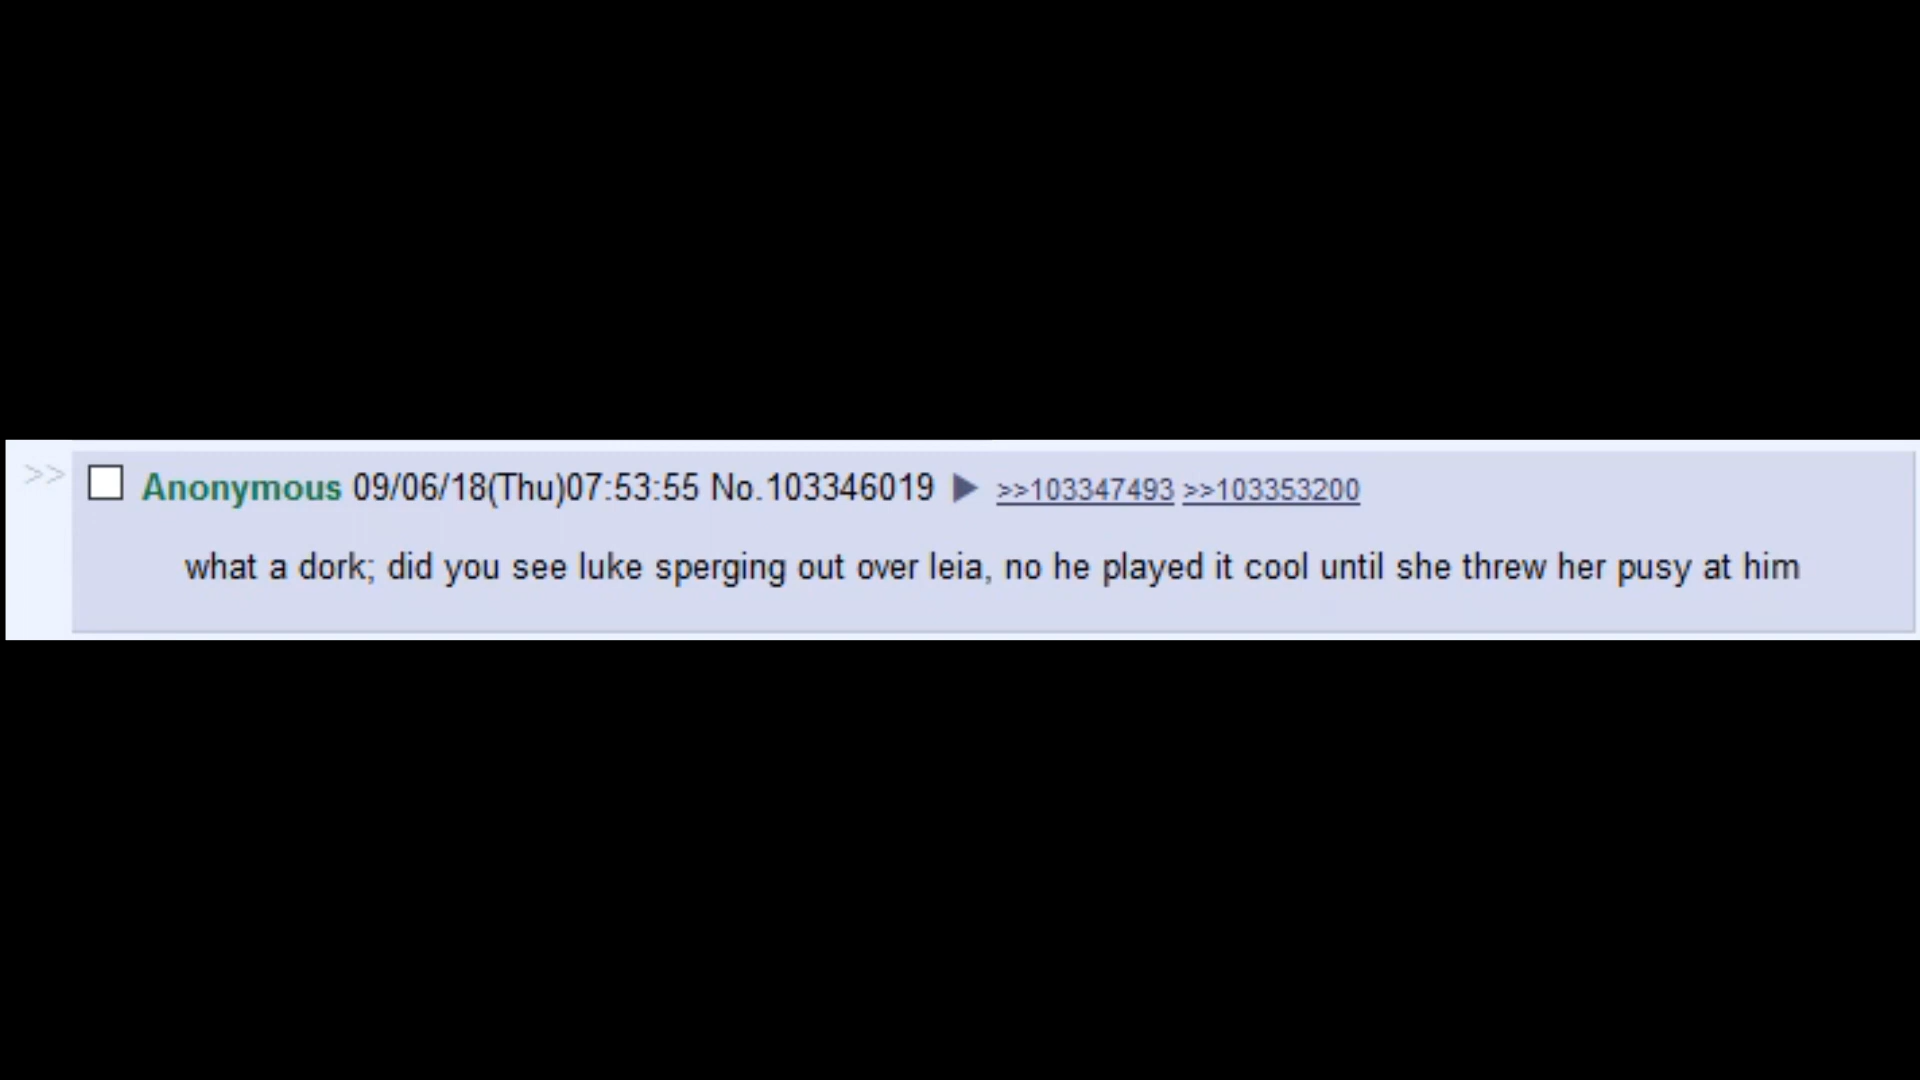 >> Anonymous 09/06/18(Thu)07:53:55 No.103346019 ▶ >>103347493 >>103353200
what a dork; did you see luke sperging out over leia, no he played it cool until she threw her pusy at him